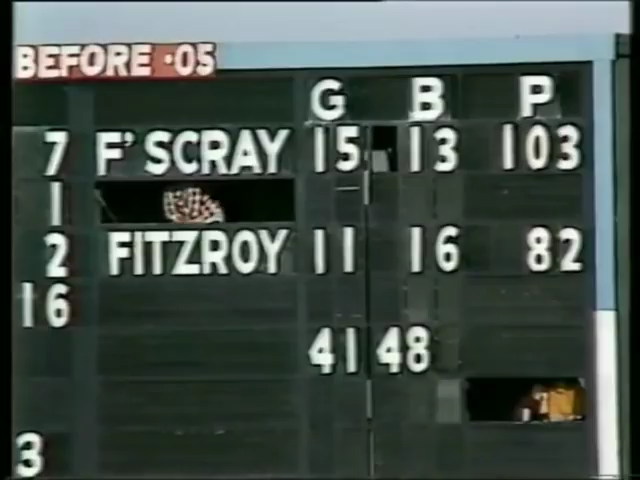 BEFORE ·05
G B P
7 F' SCRAY 15 13 103
1
2 FITZROY 11 16 82
16
41 48
3